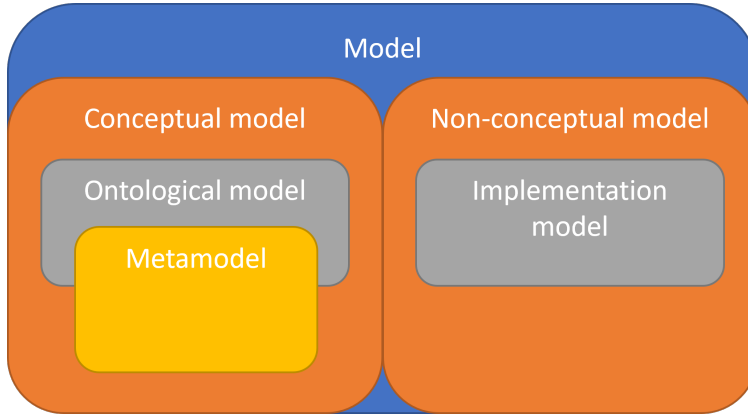 Model
Conceptual model
Non-conceptual model
Ontological model
Implementation
model
Metamodel